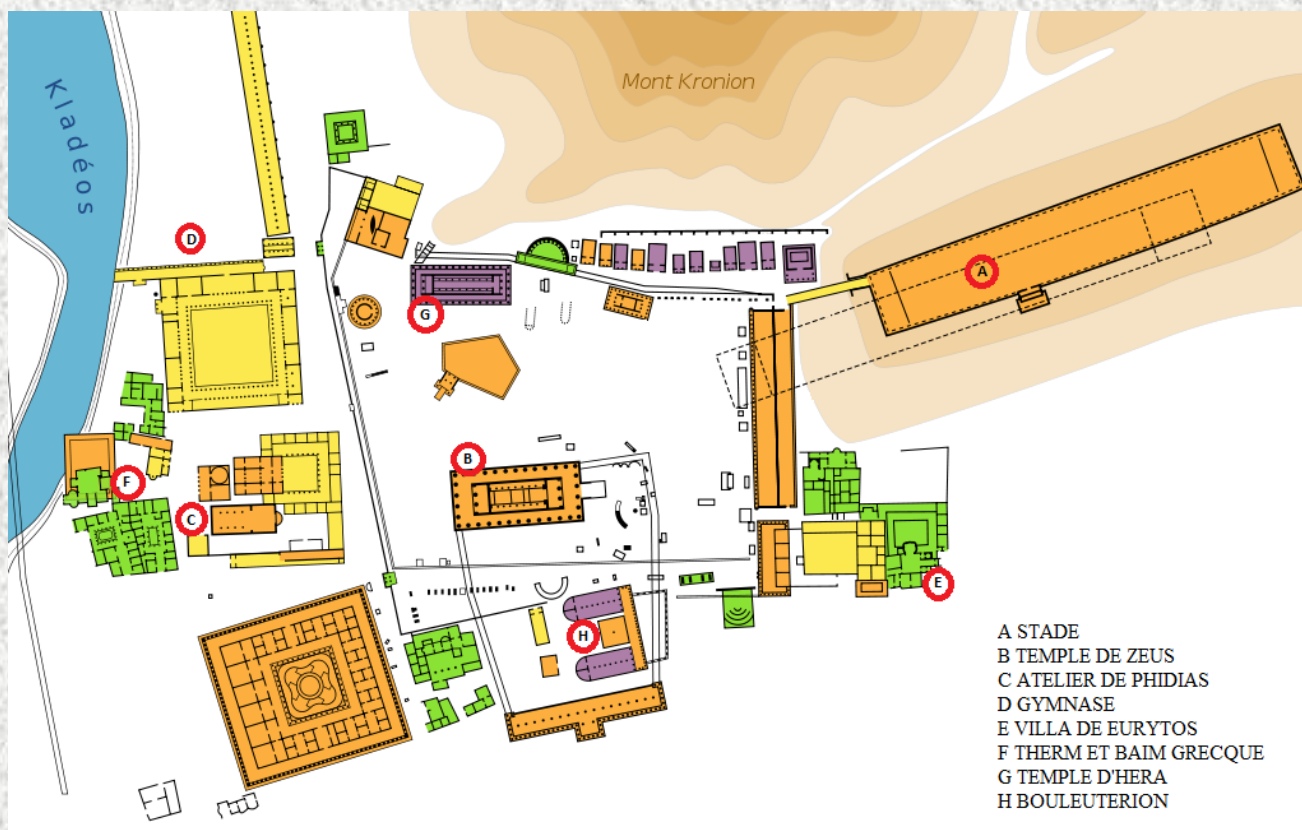 Mont Kronion
Kladéos
D
A
G
B
F
C
E
H
A STADE
B TEMPLE DE ZEUS
C ATELIER DE PHIDIAS
D GYMNASE
E VILLA DE EURYTOS
F THERM ET BAIM GRECQUE
G TEMPLE D'HERA
H BOULEUTERION